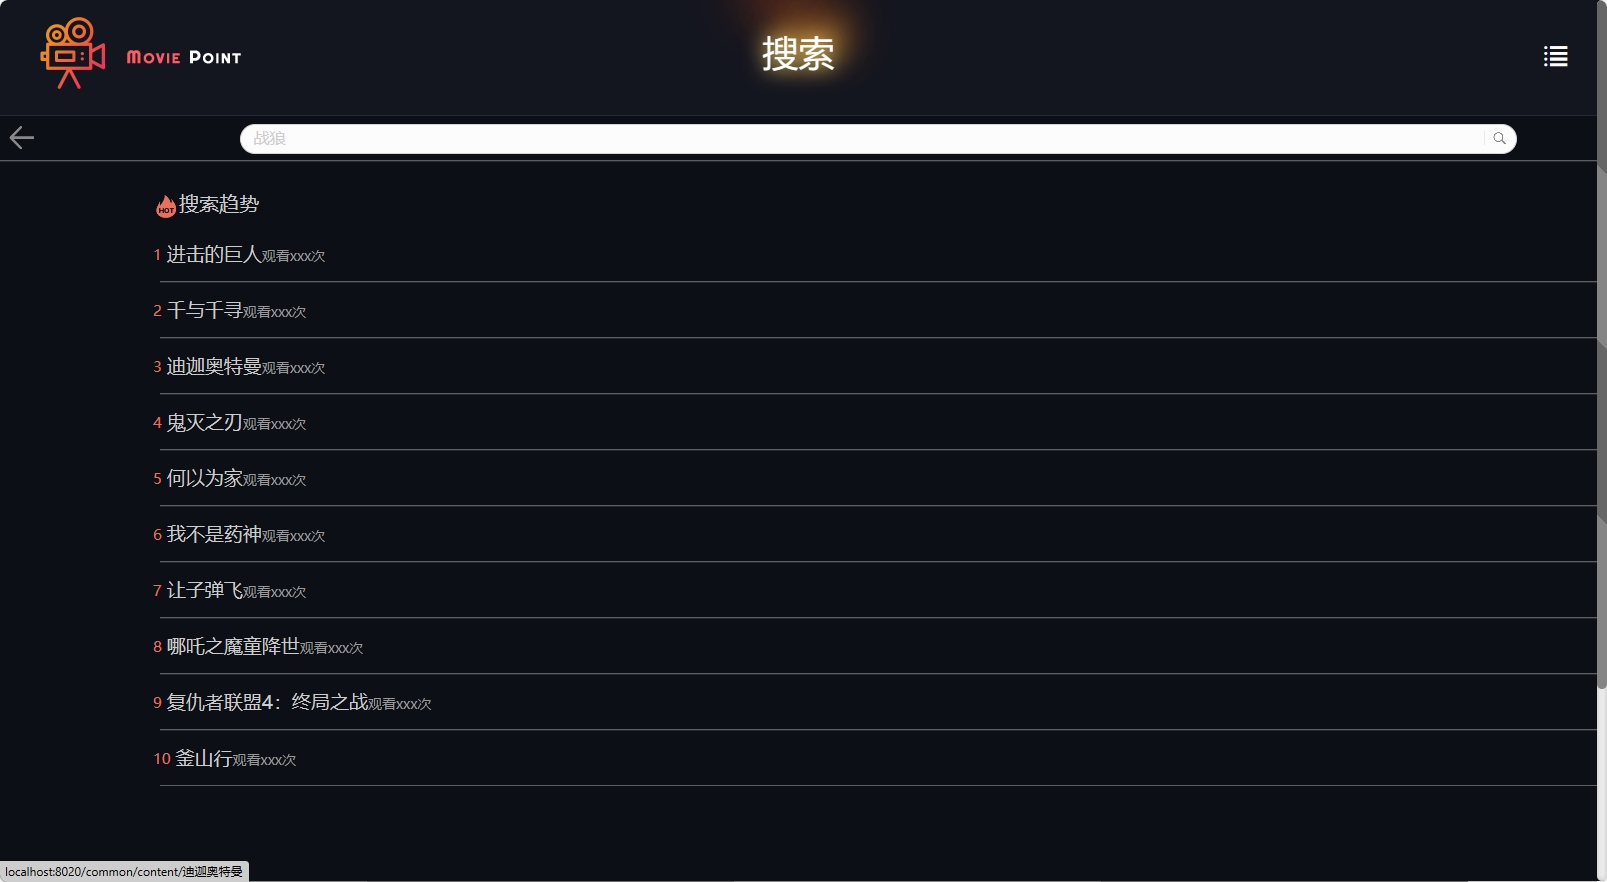 Movie Point
搜索
战狼
HOT 搜索趋势
1 进击的巨人观看xxx次
2 千与千寻观看xxx次
3 迪迦奥特曼观看xxx次
4 鬼灭之刃观看xxx次
5 何以为家观看xxx次
6 我不是药神观看xxx次
7 让子弹飞观看xxx次
8 哪吒之魔童降世观看xxx次
9 复仇者联盟4：终局之战观看xxx次
10 釜山行观看xxx次
localhost:8020/common/content/迪迦奥特曼